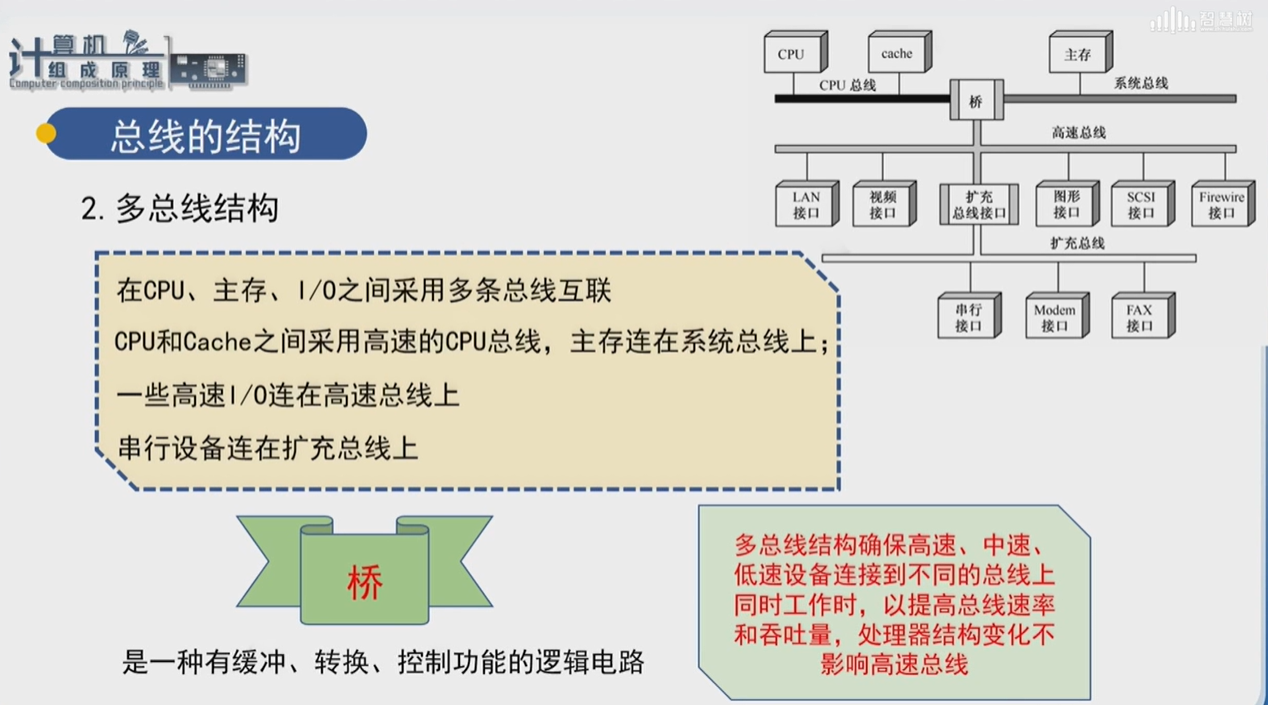 智慧树
计算机
组成原理
Computer composition principle
总线的结构
2. 多总线结构
在CPU、主存、I/O之间采用多条总线互联
CPU和Cache之间采用高速的CPU总线，主存连在系统总线上；
一些高速I/O连在高速总线上
串行设备连在扩充总线上
CPU
cache
主存
CPU 总线
桥
系统总线
高速总线
LAN
接口
视频
接口
扩充
总线接口
图形
接口
SCSI
接口
Firewire
接口
扩充总线
串行
接口
Modem
接口
FAX
接口
桥
是一种有缓冲、转换、控制功能的逻辑电路
多总线结构确保高速、中速、
低速设备连接到不同的总线上
同时工作时，以提高总线速率
和吞吐量，处理器结构变化不
影响高速总线